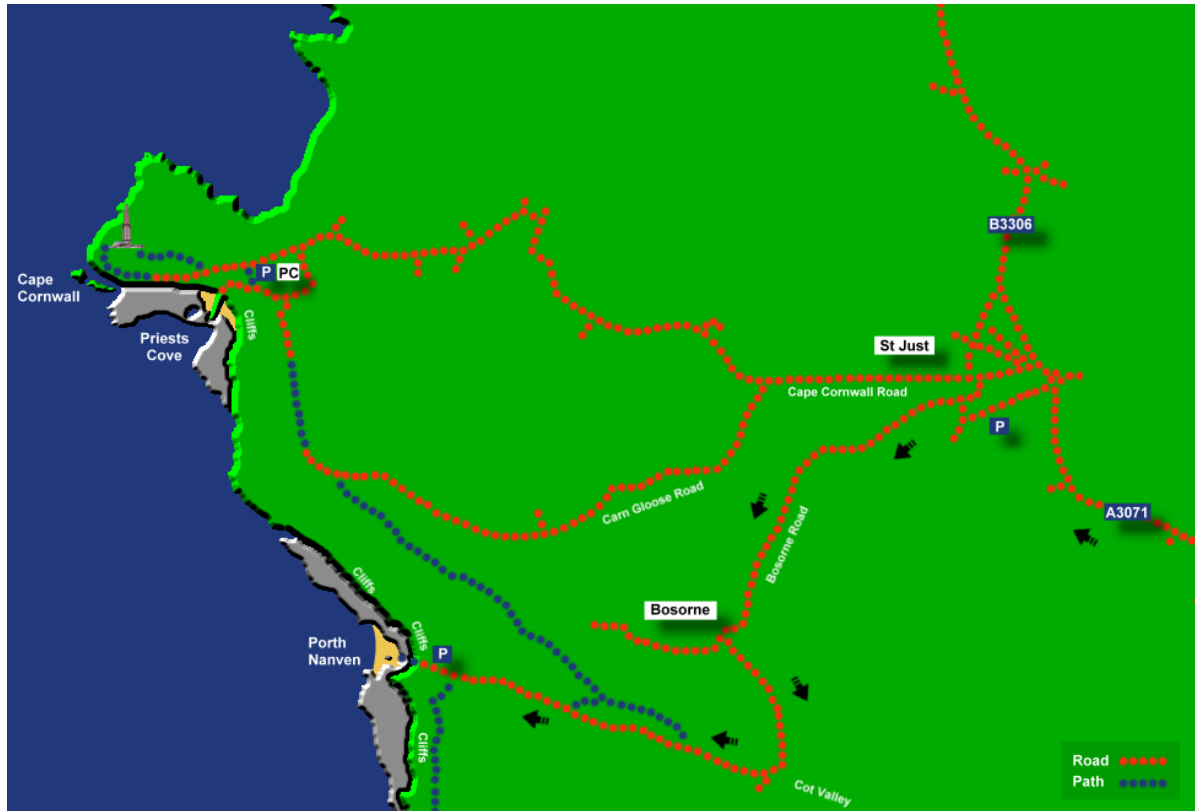 B3306
P PC
Cape
Cornwall
Cliffs
Priests
Cove
St Just
Cape Cornwall Road
P
Carn Gloose Road
A3071
Bosorne Road
Cliffs
Bosorne
Cliffs
Porth
Nanven
P
Cliffs
Cot Valley
Road
Path